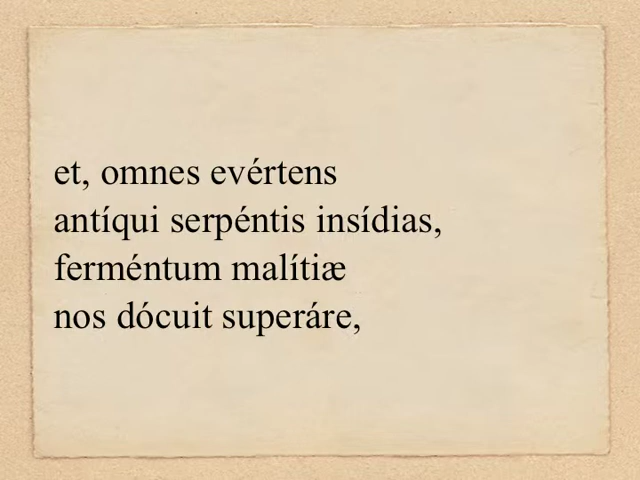 et, omnes evértens
antíqui serpéntis insídias,
ferméntum malítiæ
nos dócuit superáre,